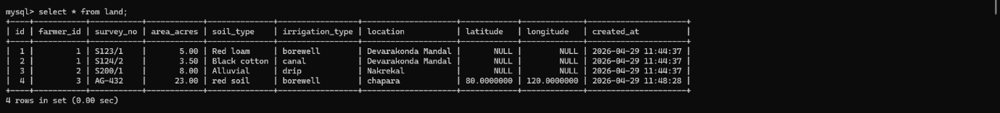 mysql> select * from land;
+----+-----------+-----------+------------+--------------+-----------------+--------------------+------------+-------------+---------------------+
| id | farmer_id | survey_no | area_acres | soil_type    | irrigation_type | location           | latitude   | longitude   | created_at          |
+----+-----------+-----------+------------+--------------+-----------------+--------------------+------------+-------------+---------------------+
|  1 |         1 | S123/1    |       5.00 | Red loam     | borewell        | Devarakonda Mandal |       NULL |        NULL | 2026-04-29 11:44:37 |
|  2 |         1 | S124/2    |       3.50 | Black cotton | canal           | Devarakonda Mandal |       NULL |        NULL | 2026-04-29 11:44:37 |
|  3 |         2 | S200/1    |       8.00 | Alluvial     | drip            | Nakrekal           |       NULL |        NULL | 2026-04-29 11:44:37 |
|  4 |         3 | AG-432    |      23.00 | red soil     | borewell        | chapara            | 80.0000000 | 120.0000000 | 2026-04-29 11:48:28 |
+----+-----------+-----------+------------+--------------+-----------------+--------------------+------------+-------------+---------------------+
4 rows in set (0.00 sec)